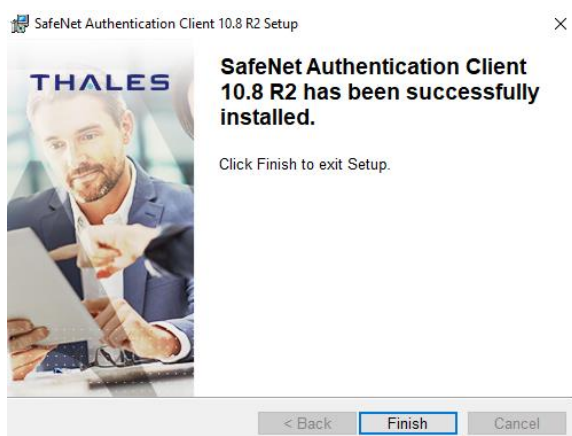 SafeNet Authentication Client 10.8 R2 Setup
THALES
SafeNet Authentication Client
10.8 R2 has been successfully
installed.
Click Finish to exit Setup.
< Back
Finish
Cancel